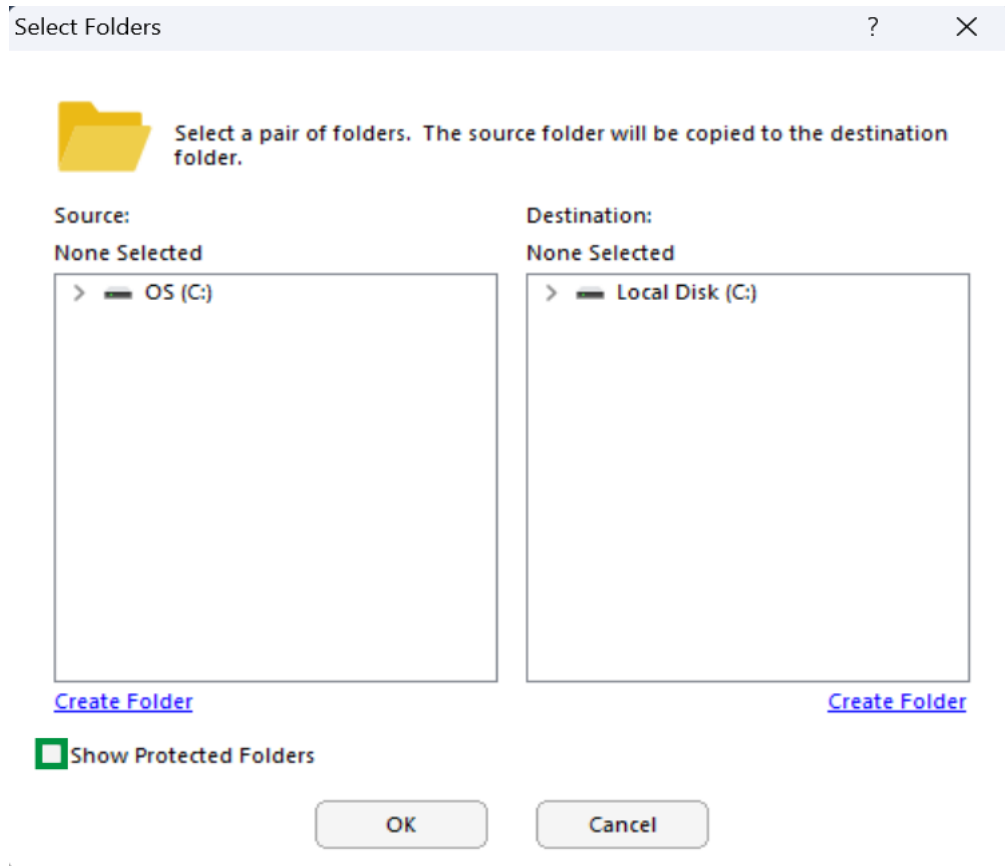 Select Folders
?
Select a pair of folders.  The source folder will be copied to the destination
folder.
Source:
Destination:
None Selected
None Selected
OS (C:)
Local Disk (C:)
Create Folder
Create Folder
Show Protected Folders
OK
Cancel